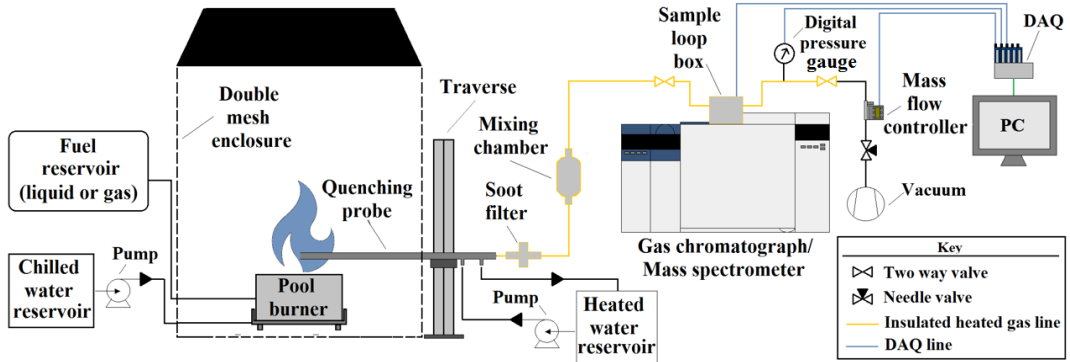 Double
mesh
enclosure
Fuel
reservoir
(liquid or gas)
Chilled
water
reservoir
Pump
Pool
burner
Quenching
probe
Traverse
Soot
filter
Mixing
chamber
Pump
Heated
water
reservoir
Sample
loop
box
Digital
pressure
gauge
Gas chromatograph/
Mass spectrometer
Mass
flow
controller
Vacuum
DAQ
PC
Key
Two way valve
Needle valve
Insulated heated gas line
DAQ line